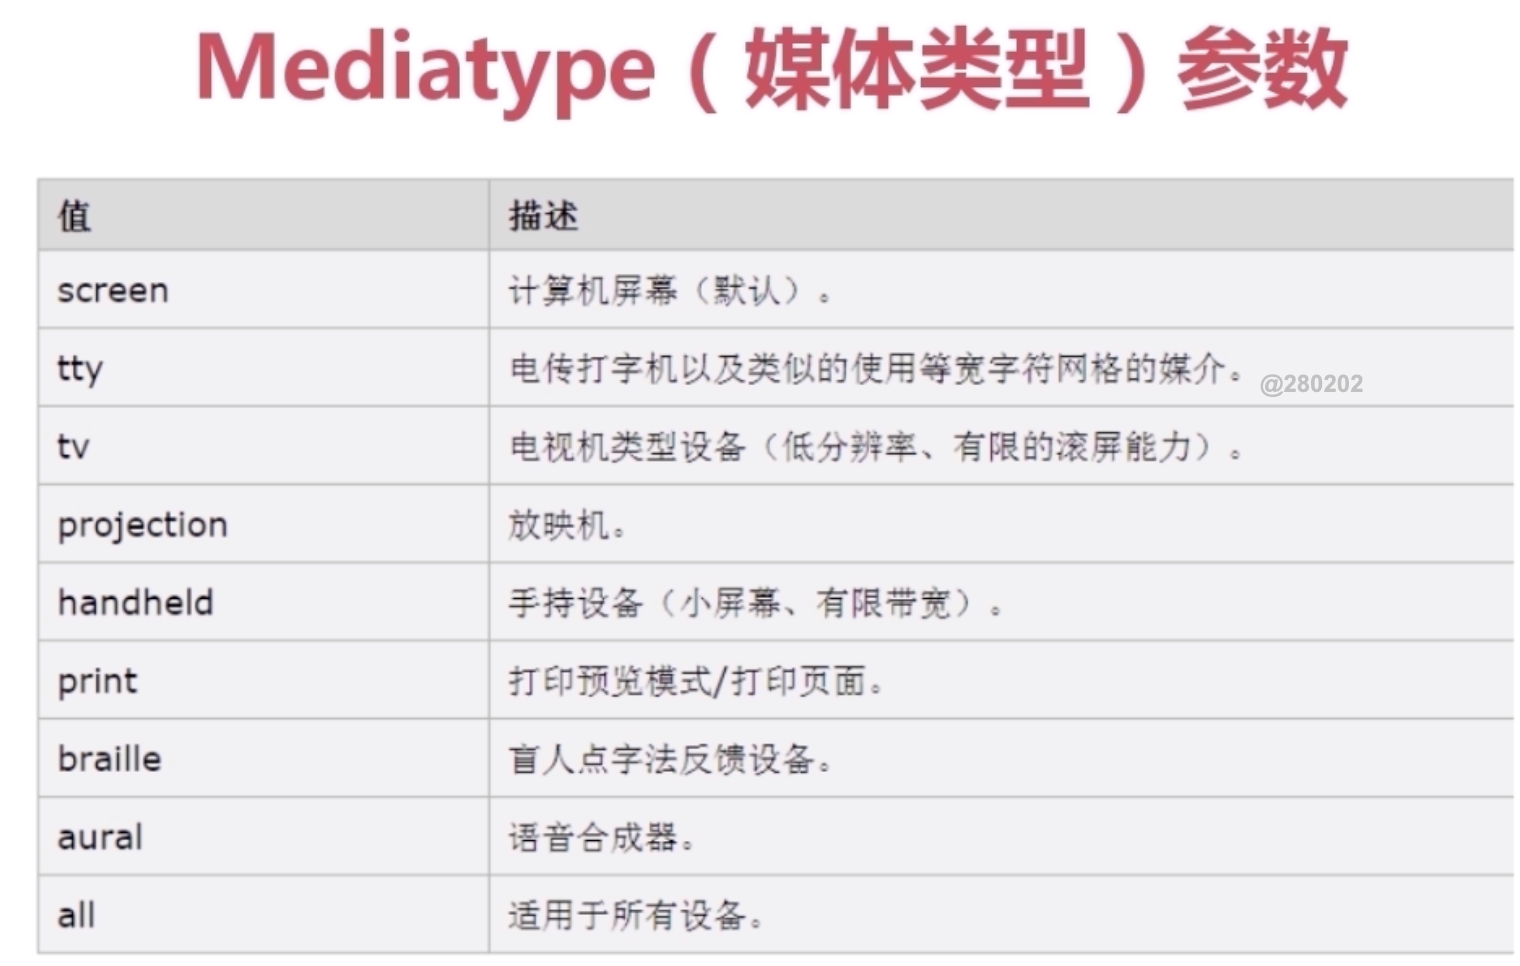 Mediatype（媒体类型）参数
值 描述
screen 计算机屏幕（默认）。
tty 电传打字机以及类似的使用等宽字符网格的媒介。
@280202
tv 电视机类型设备（低分辨率、有限的滚屏能力）。
projection 放映机。
handheld 手持设备（小屏幕、有限带宽）。
print 打印预览模式/打印页面。
braille 盲人点字法反馈设备。
aural 语音合成器。
all 适用于所有设备。